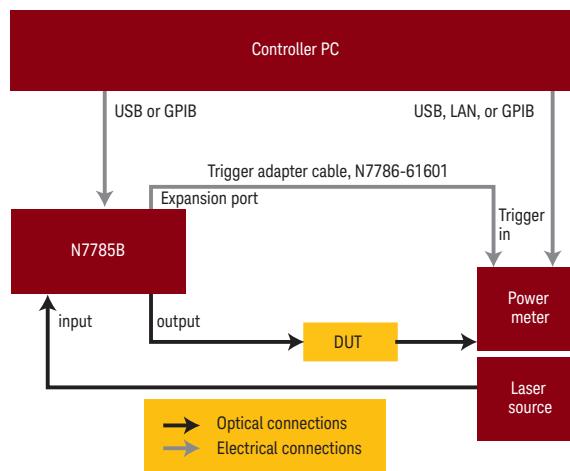 Controller PC
USB or GPIB
USB, LAN, or GPIB
Trigger adapter cable, N7786-61601
Expansion port
Trigger
in
N7785B
Power
meter
input
output
DUT
Laser
source
Optical connections
Electrical connections